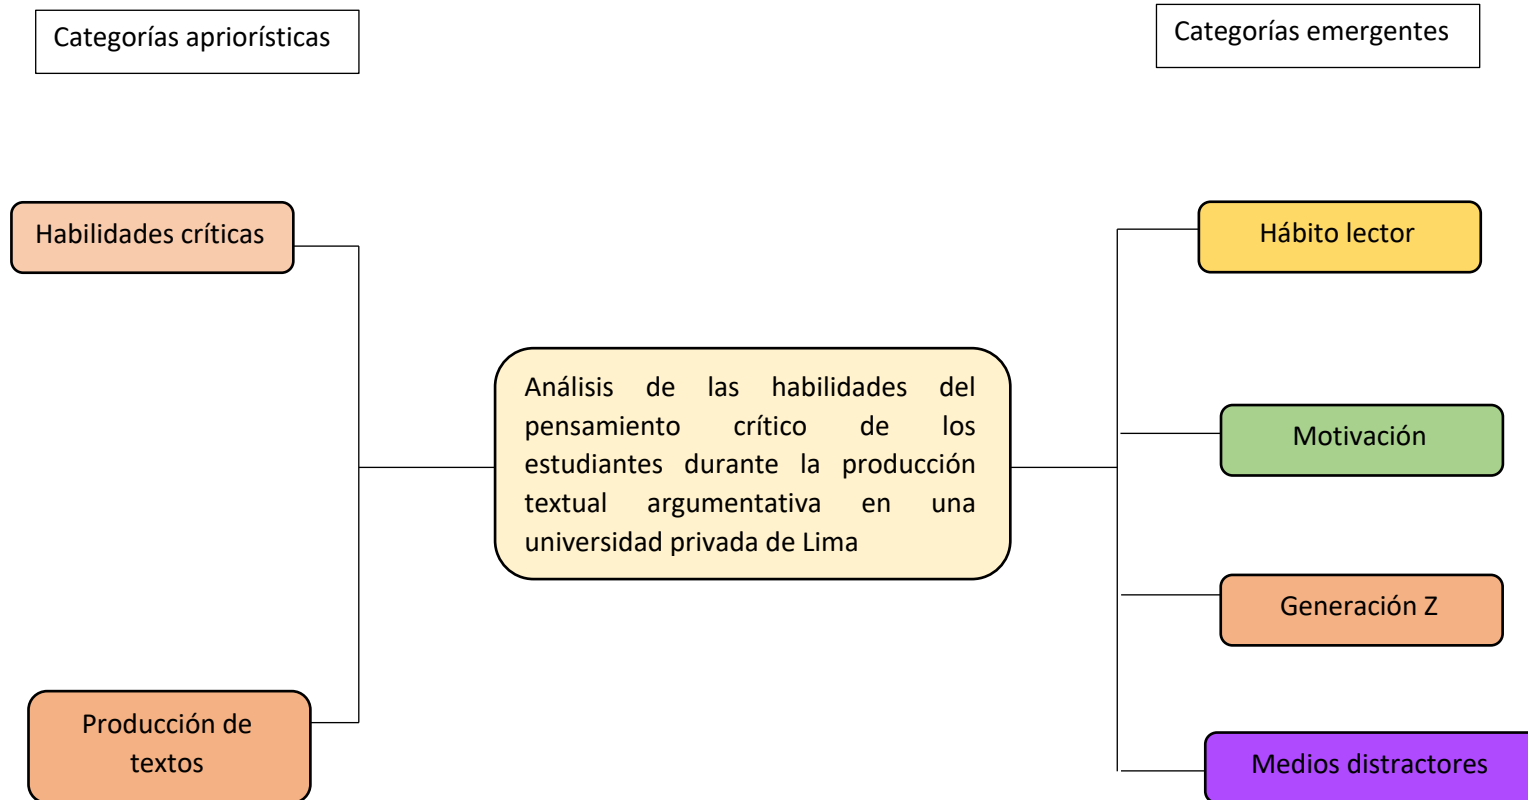 Categorías apriorísticas
Categorías emergentes
Habilidades críticas
Hábito lector
Análisis de las habilidades del
pensamiento crítico de los
estudiantes durante la producción
textual argumentativa en una
universidad privada de Lima
Motivación
Generación Z
Producción de
textos
Medios distractores